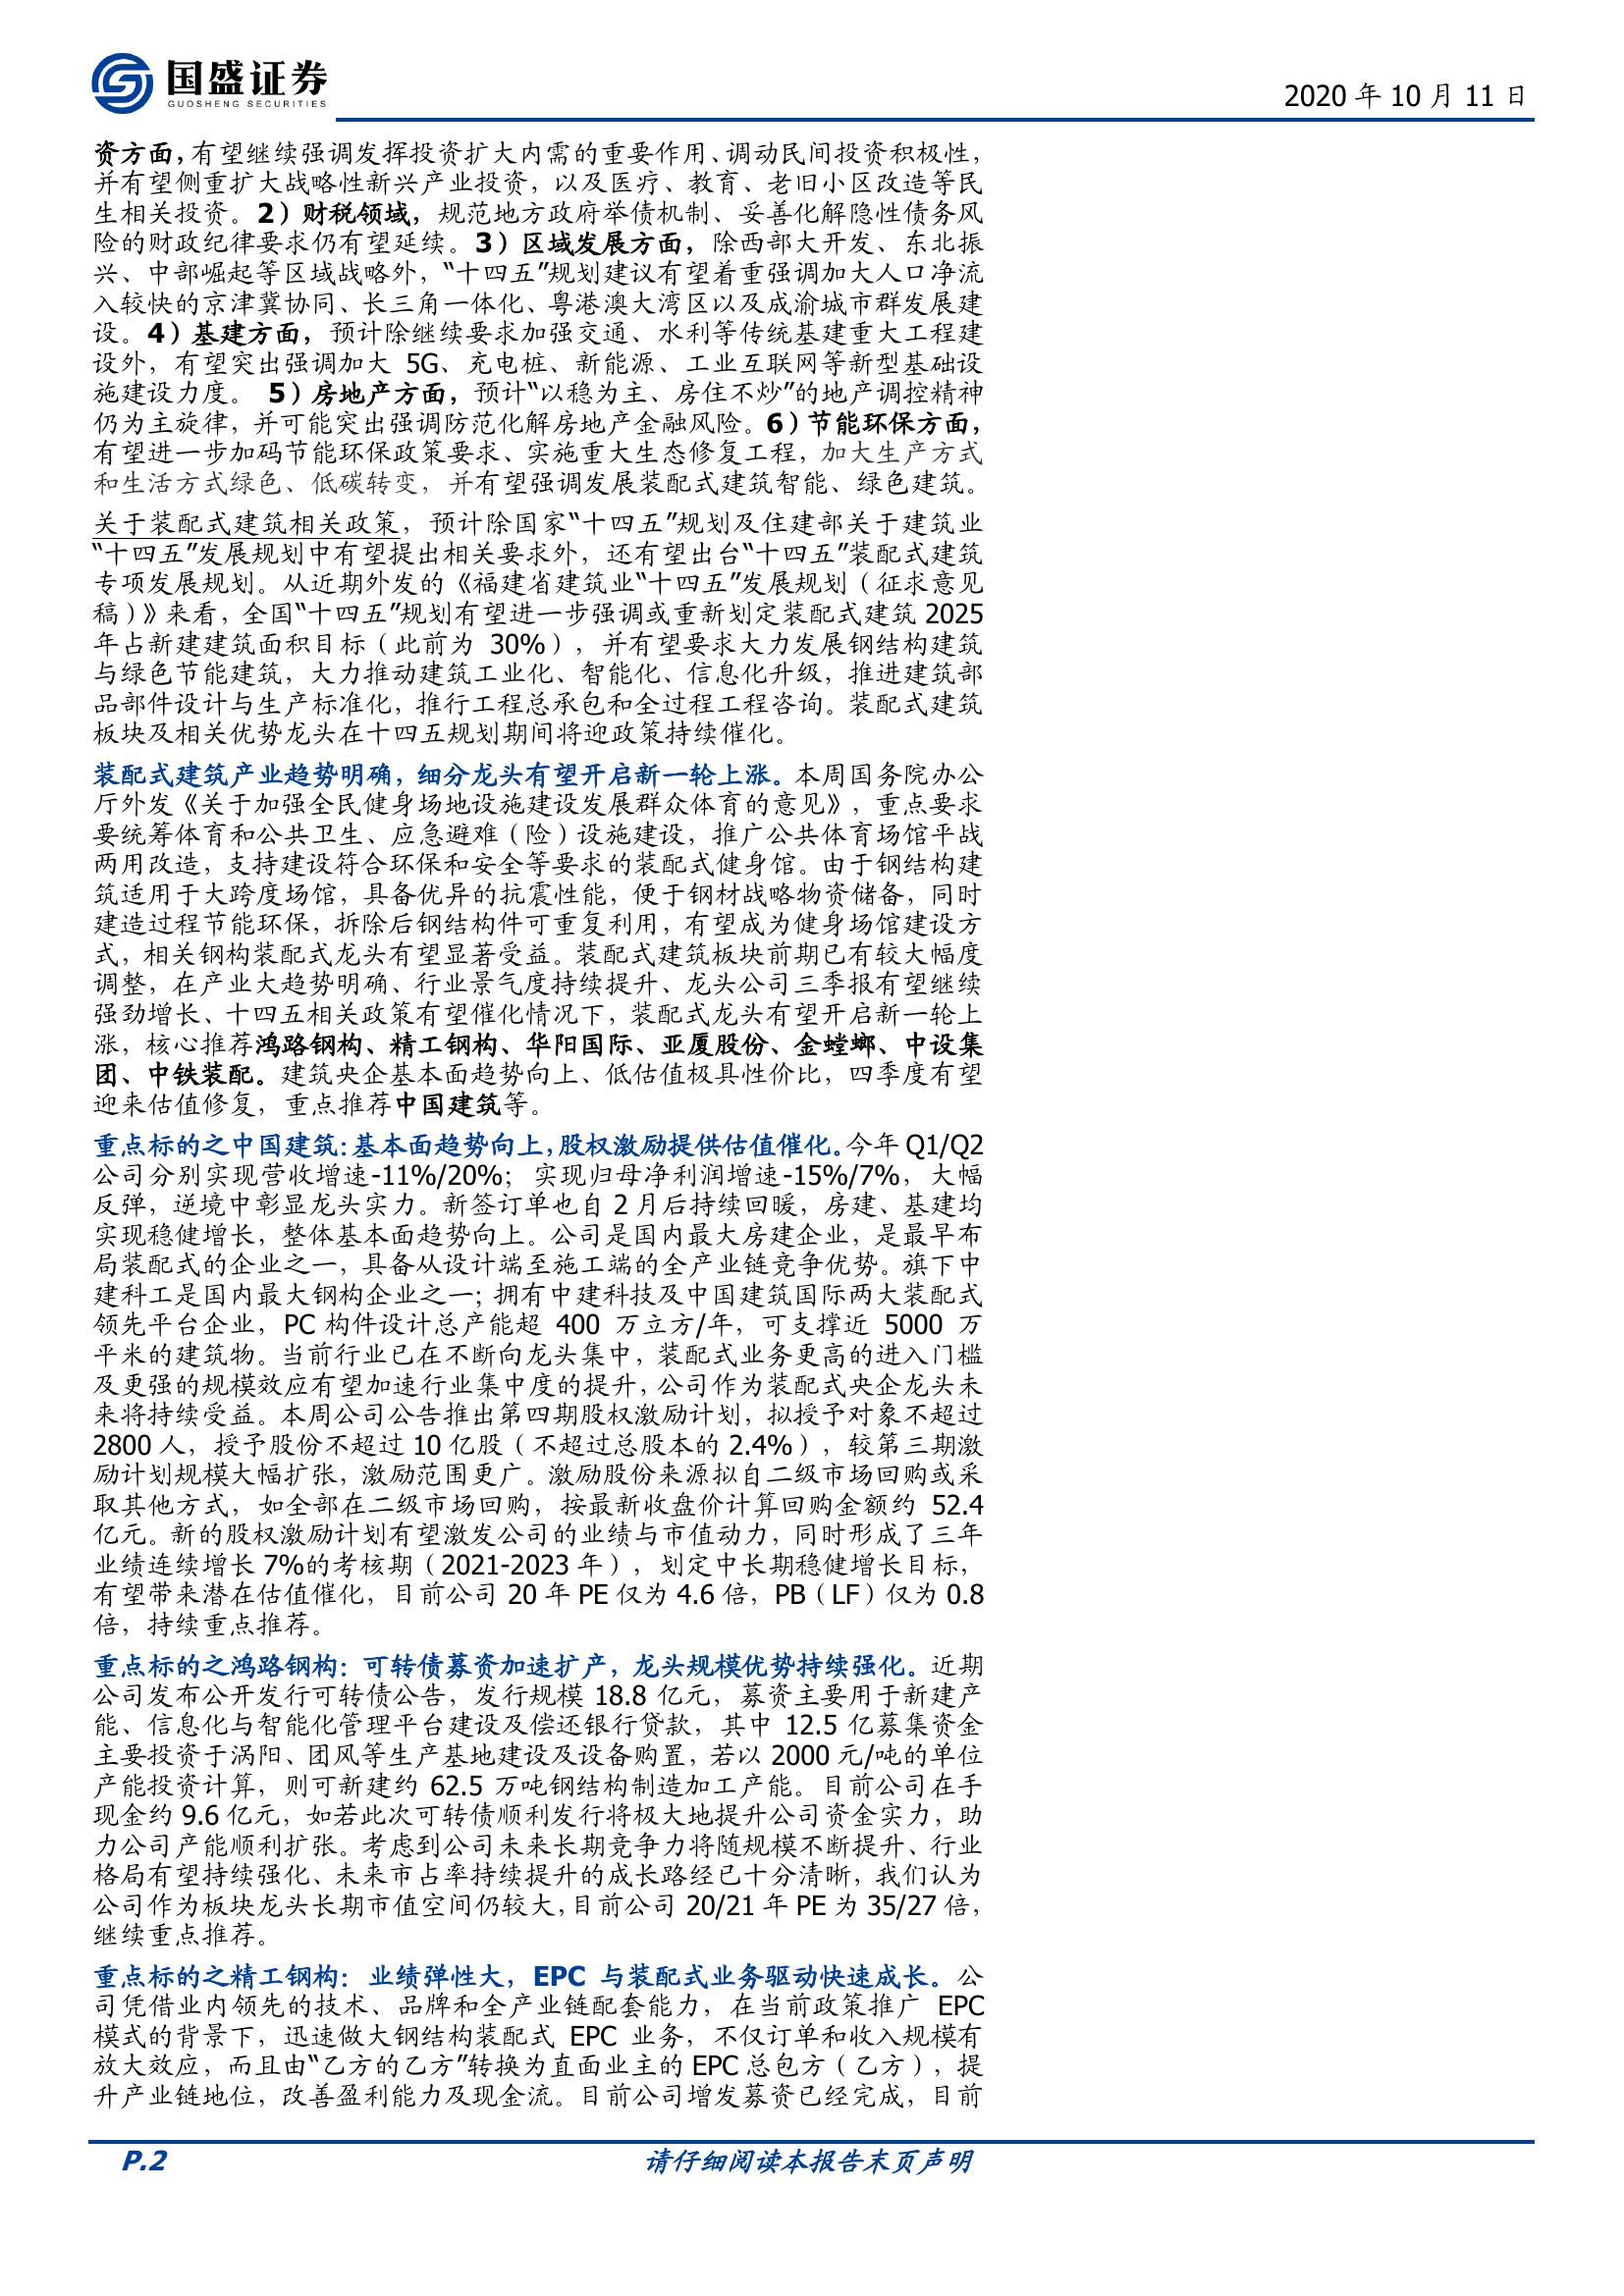 国盛证券
GUOSHENG SECURITIES
2020 年 10 月 11 日
资方面，有望继续强调发挥投资扩大内需的重要作用、调动民间投资积极性，
并有望侧重扩大战略性新兴产业投资，以及医疗、教育、老旧小区改造等民
生相关投资。2）财税领域，规范地方政府举债机制、妥善化解隐性债务风
险的财政纪律要求仍有望延续。3）区域发展方面，除西部大开发、东北振
兴、中部崛起等区域战略外，“十四五”规划建议有望着重强调加大人口净流
入较快的京津冀协同、长三角一体化、粤港澳大湾区以及成渝城市群发展建
设。4）基建方面，预计除继续要求加强交通、水利等传统基建重大工程建
设外，有望突出强调加大 5G、充电桩、新能源、工业互联网等新型基础设
施建设力度。 5）房地产方面，预计“以稳为主、房住不炒”的地产调控精神
仍为主旋律，并可能突出强调防范化解房地产金融风险。6）节能环保方面，
有望进一步加码节能环保政策要求、实施重大生态修复工程，加大生产方式
和生活方式绿色、低碳转变，并有望强调发展装配式建筑智能、绿色建筑。
关于装配式建筑相关政策，预计除国家“十四五”规划及住建部关于建筑业
“十四五”发展规划中有望提出相关要求外，还有望出台“十四五”装配式建筑
专项发展规划。从近期外发的《福建省建筑业“十四五”发展规划（征求意见
稿）》来看，全国“十四五”规划有望进一步强调或重新划定装配式建筑 2025
年占新建建筑面积目标（此前为 30%），并有望要求大力发展钢结构建筑
与绿色节能建筑，大力推动建筑工业化、智能化、信息化升级，推进建筑部
品部件设计与生产标准化，推行工程总承包和全过程工程咨询。装配式建筑
板块及相关优势龙头在十四五规划期间将迎政策持续催化。
装配式建筑产业趋势明确，细分龙头有望开启新一轮上涨。本周国务院办公
厅外发《关于加强全民健身场地设施建设发展群众体育的意见》，重点要求
要统筹体育和公共卫生、应急避难（险）设施建设，推广公共体育场馆平战
两用改造，支持建设符合环保和安全等要求的装配式健身馆。由于钢结构建
筑适用于大跨度场馆，具备优异的抗震性能，便于钢材战略物资储备，同时
建造过程节能环保，拆除后钢结构件可重复利用，有望成为健身场馆建设方
式，相关钢构装配式龙头有望显著受益。装配式建筑板块前期已有较大幅度
调整，在产业大趋势明确、行业景气度持续提升、龙头公司三季报有望继续
强劲增长、十四五相关政策有望催化情况下，装配式龙头有望开启新一轮上
涨，核心推荐鸿路钢构、精工钢构、华阳国际、亚厦股份、金螳螂、中设集
团、中铁装配。建筑央企基本面趋势向上、低估值极具性价比，四季度有望
迎来估值修复，重点推荐中国建筑等。
重点标的之中国建筑：基本面趋势向上，股权激励提供估值催化。今年 Q1/Q2
公司分别实现营收增速-11%/20%；实现归母净利润增速-15%/7%，大幅
反弹，逆境中彰显龙头实力。新签订单也自 2 月后持续回暖，房建、基建均
实现稳健增长，整体基本面趋势向上。公司是国内最大房建企业，是最早布
局装配式的企业之一，具备从设计端至施工端的全产业链竞争优势。旗下中
建科工是国内最大钢构企业之一；拥有中建科技及中国建筑国际两大装配式
领先平台企业，PC 构件设计总产能超 400 万立方/年，可支撑近 5000 万
平米的建筑物。当前行业已在不断向龙头集中，装配式业务更高的进入门槛
及更强的规模效应有望加速行业集中度的提升，公司作为装配式央企龙头未
来将持续受益。本周公司公告推出第四期股权激励计划，拟授予对象不超过
2800 人，授予股份不超过 10 亿股（不超过总股本的 2.4%），较第三期激
励计划规模大幅扩张，激励范围更广。激励股份来源拟自二级市场回购或采
取其他方式，如全部在二级市场回购，按最新收盘价计算回购金额约 52.4
亿元。新的股权激励计划有望激发公司的业绩与市值动力，同时形成了三年
业绩连续增长 7%的考核期（2021-2023 年），划定中长期稳健增长目标，
有望带来潜在估值催化，目前公司 20 年 PE 仅为 4.6 倍，PB（LF）仅为 0.8
倍，持续重点推荐。
重点标的之鸿路钢构：可转债募资加速扩产，龙头规模优势持续强化。近期
公司发布公开发行可转债公告，发行规模 18.8 亿元，募资主要用于新建产
能、信息化与智能化管理平台建设及偿还银行贷款，其中 12.5 亿募集资金
主要投资于涡阳、团风等生产基地建设及设备购置，若以 2000 元/吨的单位
产能投资计算，则可新建约 62.5 万吨钢结构制造加工产能。目前公司在手
现金约 9.6 亿元，如若此次可转债顺利发行将极大地提升公司资金实力，助
力公司产能顺利扩张。考虑到公司未来长期竞争力将随规模不断提升、行业
格局有望持续强化、未来市占率持续提升的成长路经已十分清晰，我们认为
公司作为板块龙头长期市值空间仍较大，目前公司 20/21 年 PE 为 35/27 倍，
继续重点推荐。
重点标的之精工钢构：业绩弹性大，EPC 与装配式业务驱动快速成长。公
司凭借业内领先的技术、品牌和全产业链配套能力，在当前政策推广 EPC
模式的背景下，迅速做大钢结构装配式 EPC 业务，不仅订单和收入规模有
放大效应，而且由“乙方的乙方”转换为直面业主的 EPC 总包方（乙方），提
升产业链地位，改善盈利能力及现金流。目前公司增发募资已经完成，目前
P.2
请仔细阅读本报告末页声明